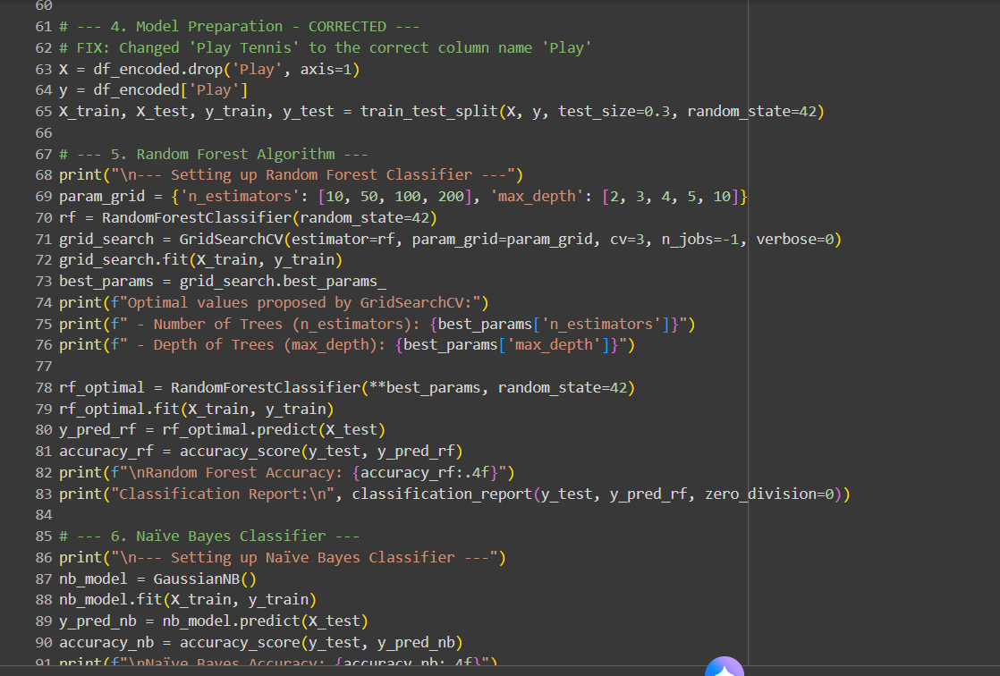 60
61 # --- 4. Model Preparation - CORRECTED ---
62 # FIX: Changed 'Play Tennis' to the correct column name 'Play'
63 X = df_encoded.drop('Play', axis=1)
64 y = df_encoded['Play']
65 X_train, X_test, y_train, y_test = train_test_split(X, y, test_size=0.3, random_state=42)
66
67 # --- 5. Random Forest Algorithm ---
68 print("\n--- Setting up Random Forest Classifier ---")
69 param_grid = {'n_estimators': [10, 50, 100, 200], 'max_depth': [2, 3, 4, 5, 10]}
70 rf = RandomForestClassifier(random_state=42)
71 grid_search = GridSearchCV(estimator=rf, param_grid=param_grid, cv=3, n_jobs=-1, verbose=0)
72 grid_search.fit(X_train, y_train)
73 best_params = grid_search.best_params_
74 print(f"Optimal values proposed by GridSearchCV:")
75 print(f" - Number of Trees (n_estimators): {best_params['n_estimators']}")
76 print(f" - Depth of Trees (max_depth): {best_params['max_depth']}")
77
78 rf_optimal = RandomForestClassifier(**best_params, random_state=42)
79 rf_optimal.fit(X_train, y_train)
80 y_pred_rf = rf_optimal.predict(X_test)
81 accuracy_rf = accuracy_score(y_test, y_pred_rf)
82 print(f"\nRandom Forest Accuracy: {accuracy_rf:.4f}")
83 print("Classification Report:\n", classification_report(y_test, y_pred_rf, zero_division=0))
84
85 # --- 6. Naïve Bayes Classifier ---
86 print("\n--- Setting up Naïve Bayes Classifier ---")
87 nb_model = GaussianNB()
88 nb_model.fit(X_train, y_train)
89 y_pred_nb = nb_model.predict(X_test)
90 accuracy_nb = accuracy_score(y_test, y_pred_nb)
91 print(f"\nNaïve Bayes Accuracy: {accuracy_nb:.4f}")